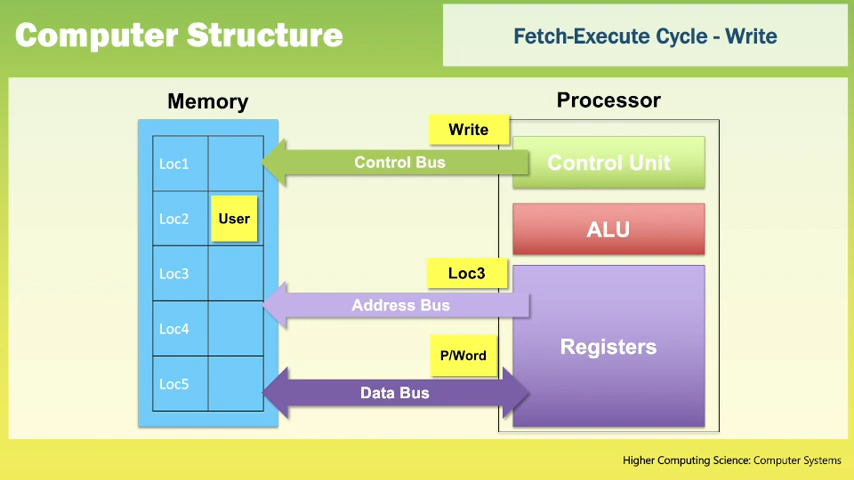 Computer Structure
Fetch-Execute Cycle - Write
Memory
Processor
Write
Control Bus
Control Unit
Loc1
Loc2
User
ALU
Loc3
Loc3
Address Bus
Loc4
Registers
P/Word
Loc5
Data Bus
Higher Computing Science: Computer Systems